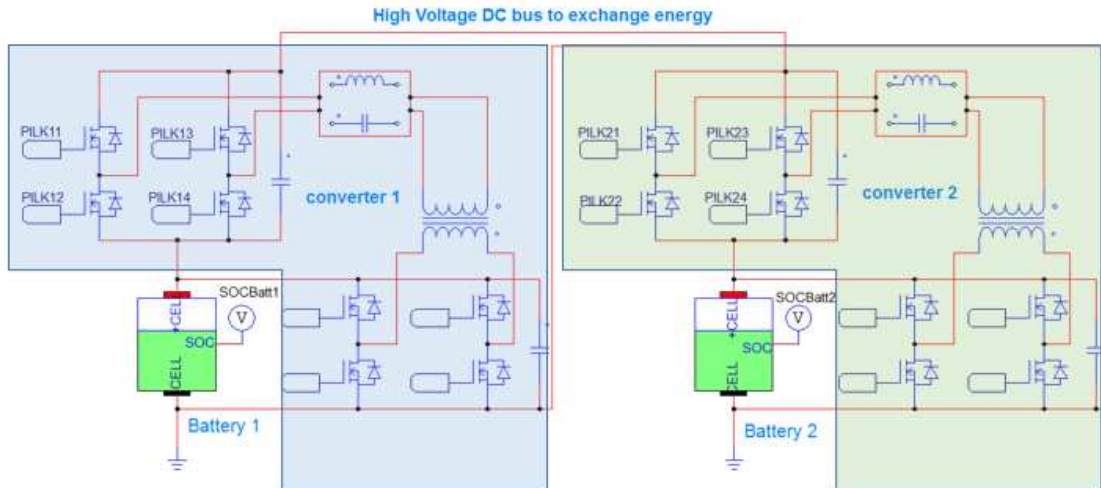 High Voltage DC bus to exchange energy
PILK11
PILK13
PILK21
PILK23
PILK12
PILK14
converter 1
PILK22
PILK24
converter 2
SOCBatt1
V
+CELL
SOC
CELL
Battery 1
SOCBatt2
V
+CELL
SOC
CELL
Battery 2